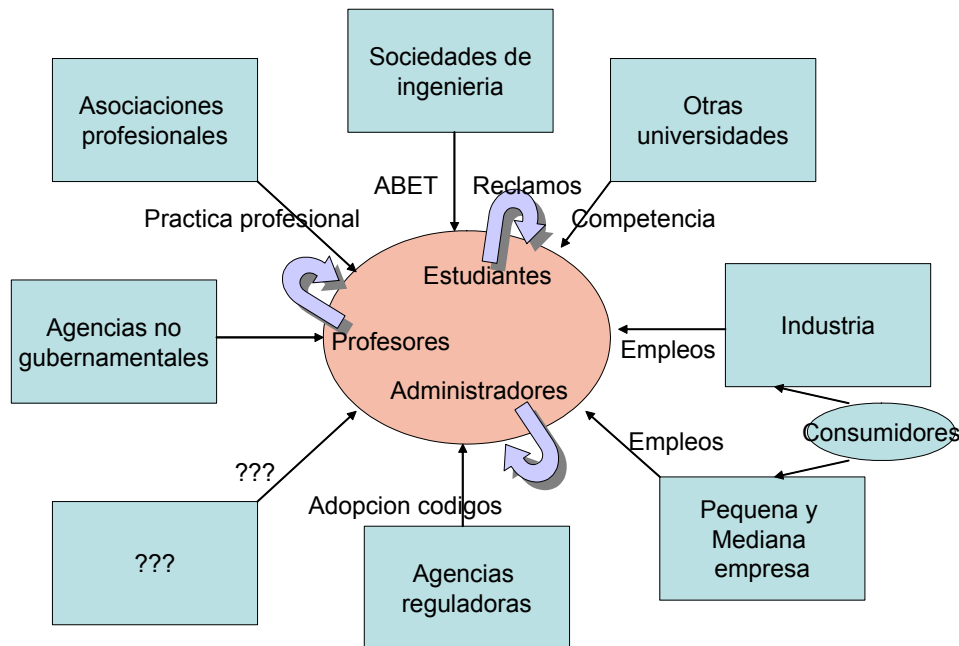 Sociedades de
ingenieria
Asociaciones
profesionales
Otras
universidades
ABET
Reclamos
Practica profesional
Competencia
Estudiantes
Agencias no
gubernamentales
Profesores
Industria
Empleos
Administradores
Consumidores
Empleos
???
Adopcion codigos
???
Agencias
reguladoras
Pequena y
Mediana
empresa